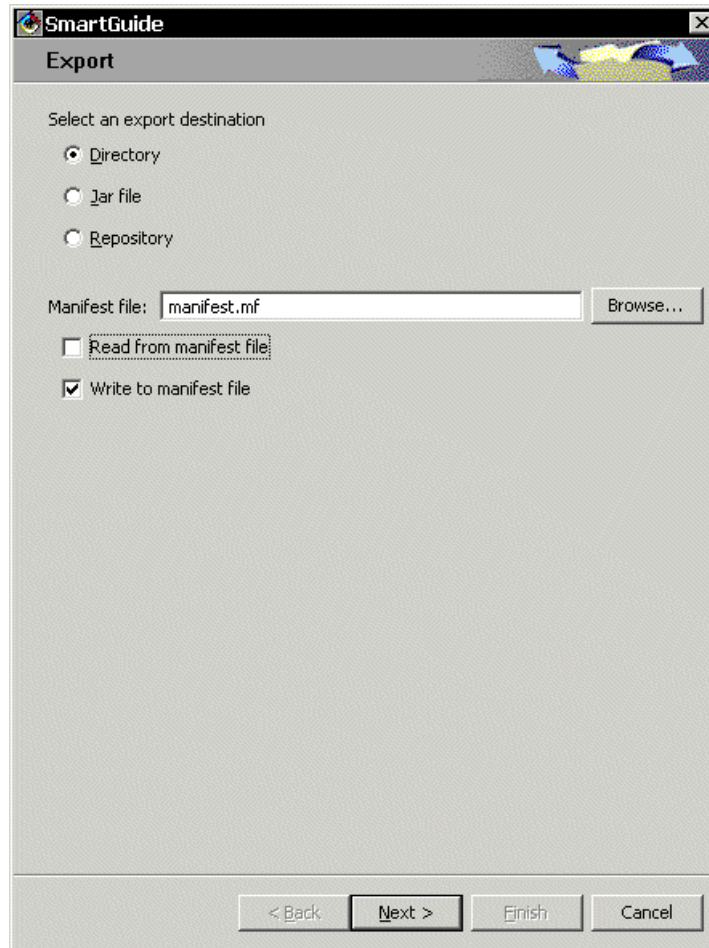 SmartGuide
Export
Select an export destination
Directory
Jar file
Repository
Manifest file: manifest.mf Browse...
Read from manifest file
Write to manifest file
< Back Next > Finish Cancel